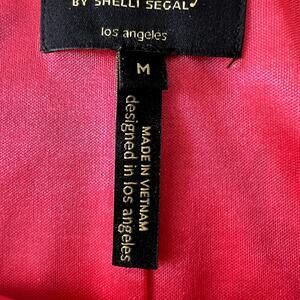 BY SHELLI SEGAL
los angeles
M
MADE IN VIETNAM
designed in los angeles